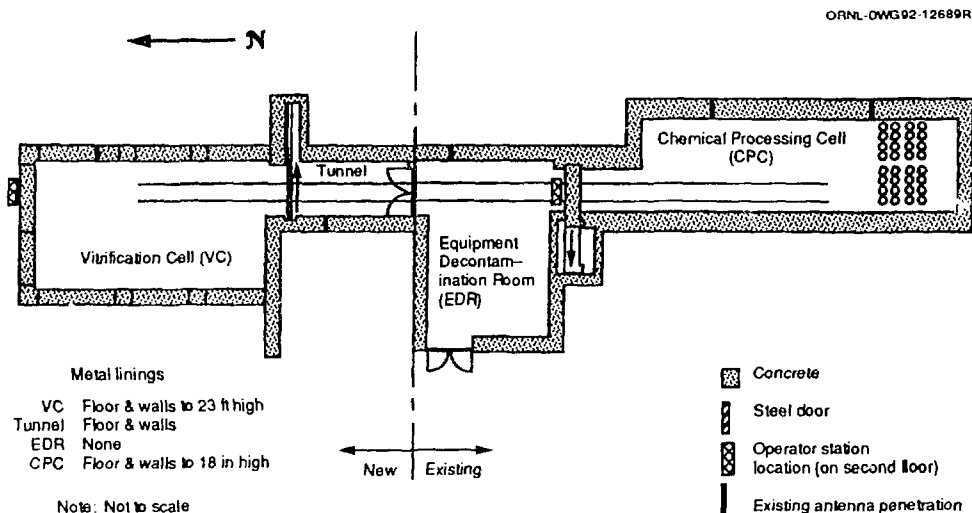 ORNL-DWG 92-12689R
N
Chemical Processing Cell
(CPC)
Tunnel
Vitrification Cell (VC)
Equipment
Decontam-
ination Room
(EDR)
Metal linings
VC Floor & walls to 23 ft high
Tunnel Floor & walls
EDR None
CPC Floor & walls to 18 in high
Note: Not to scale
New Existing
Concrete
Steel door
Operator station
location (on second floor)
Existing antenna penetration